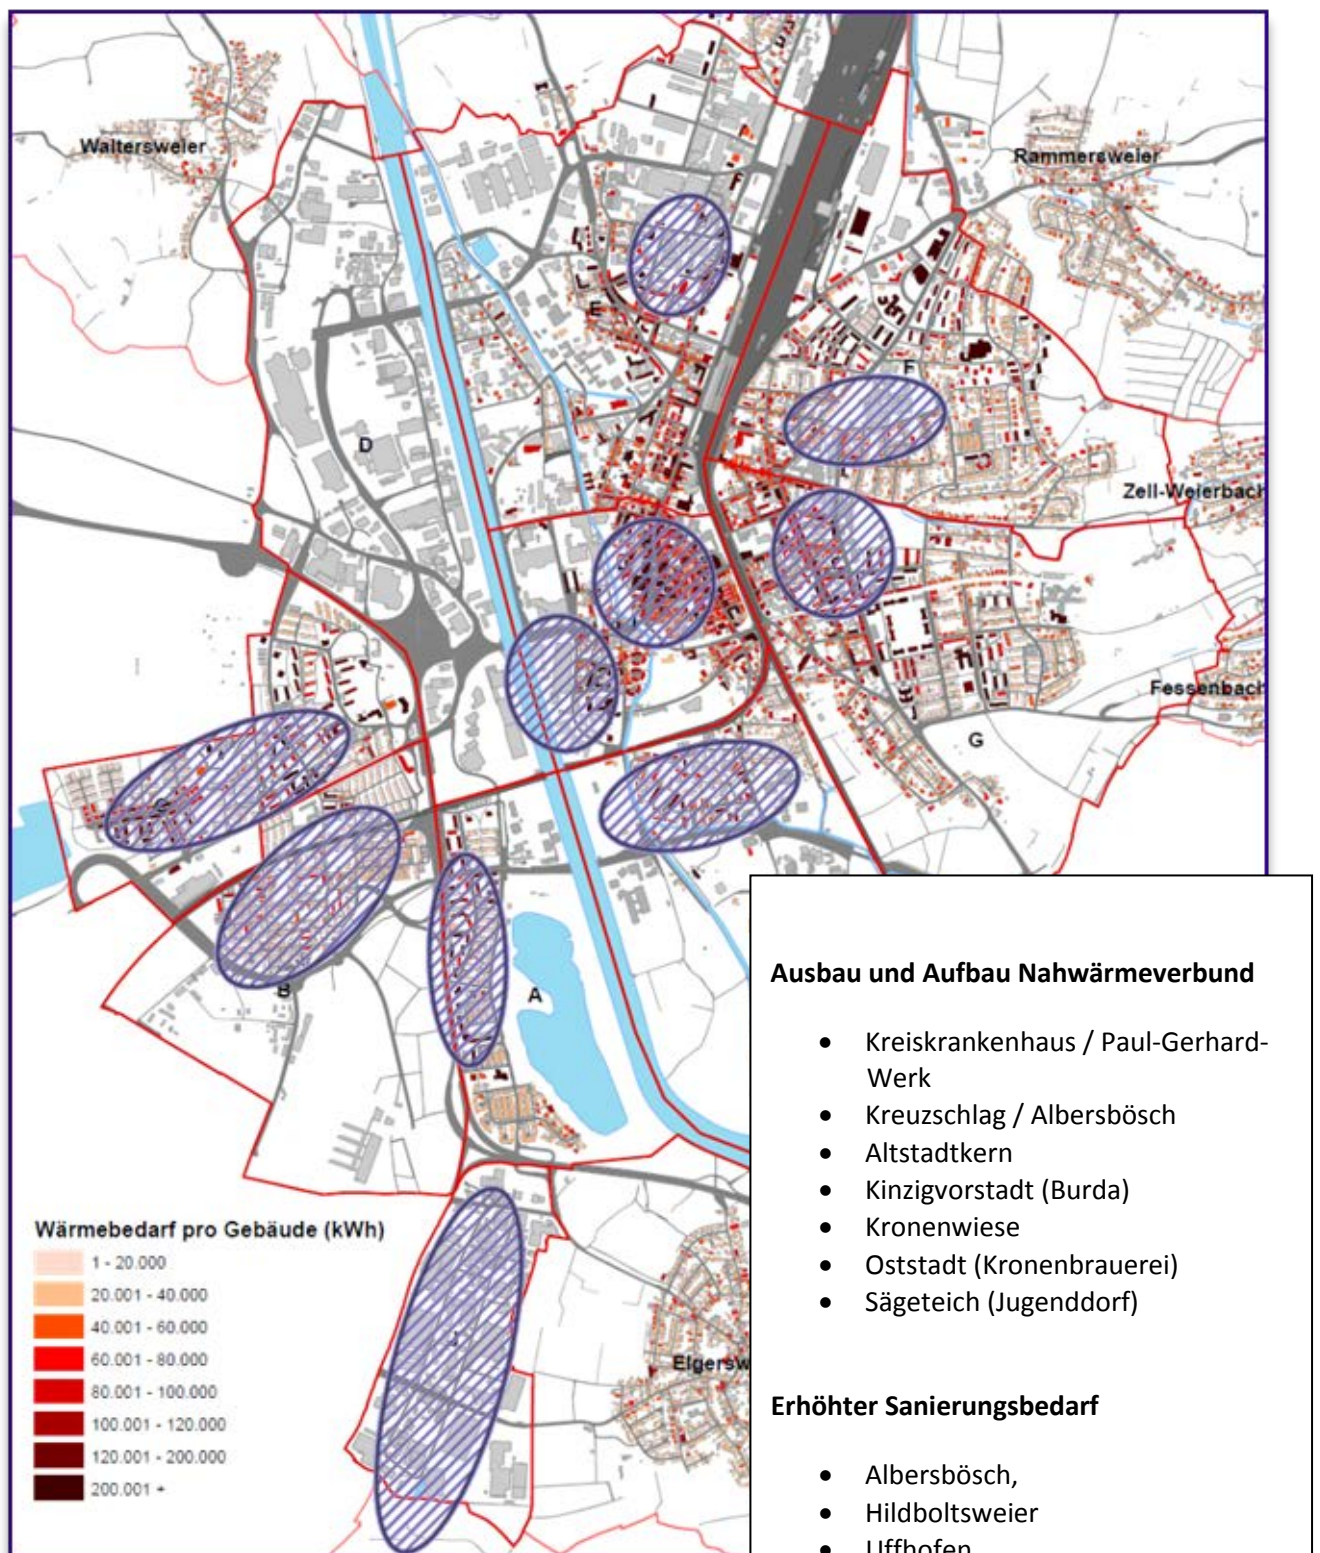 Waltersweier
Rammersweier
E
F
D
Zell-Weierbach
Fessenbach
G
C
B
A
Elgersw
Wärmebedarf pro Gebäude (kWh)
1 - 20.000
20.001 - 40.000
40.001 - 60.000
60.001 - 80.000
80.001 - 100.000
100.001 - 120.000
120.001 - 200.000
200.001 +
Ausbau und Aufbau Nahwärmeverbund
• Kreiskrankenhaus / Paul-Gerhard-
Werk
• Kreuzschlag / Albersbösch
• Altstadtkern
• Kinzigvorstadt (Burda)
• Kronenwiese
• Oststadt (Kronenbrauerei)
• Sägeteich (Jugenddorf)
Erhöhter Sanierungsbedarf
• Albersbösch,
• Hildboltsweier
• Uffhofen